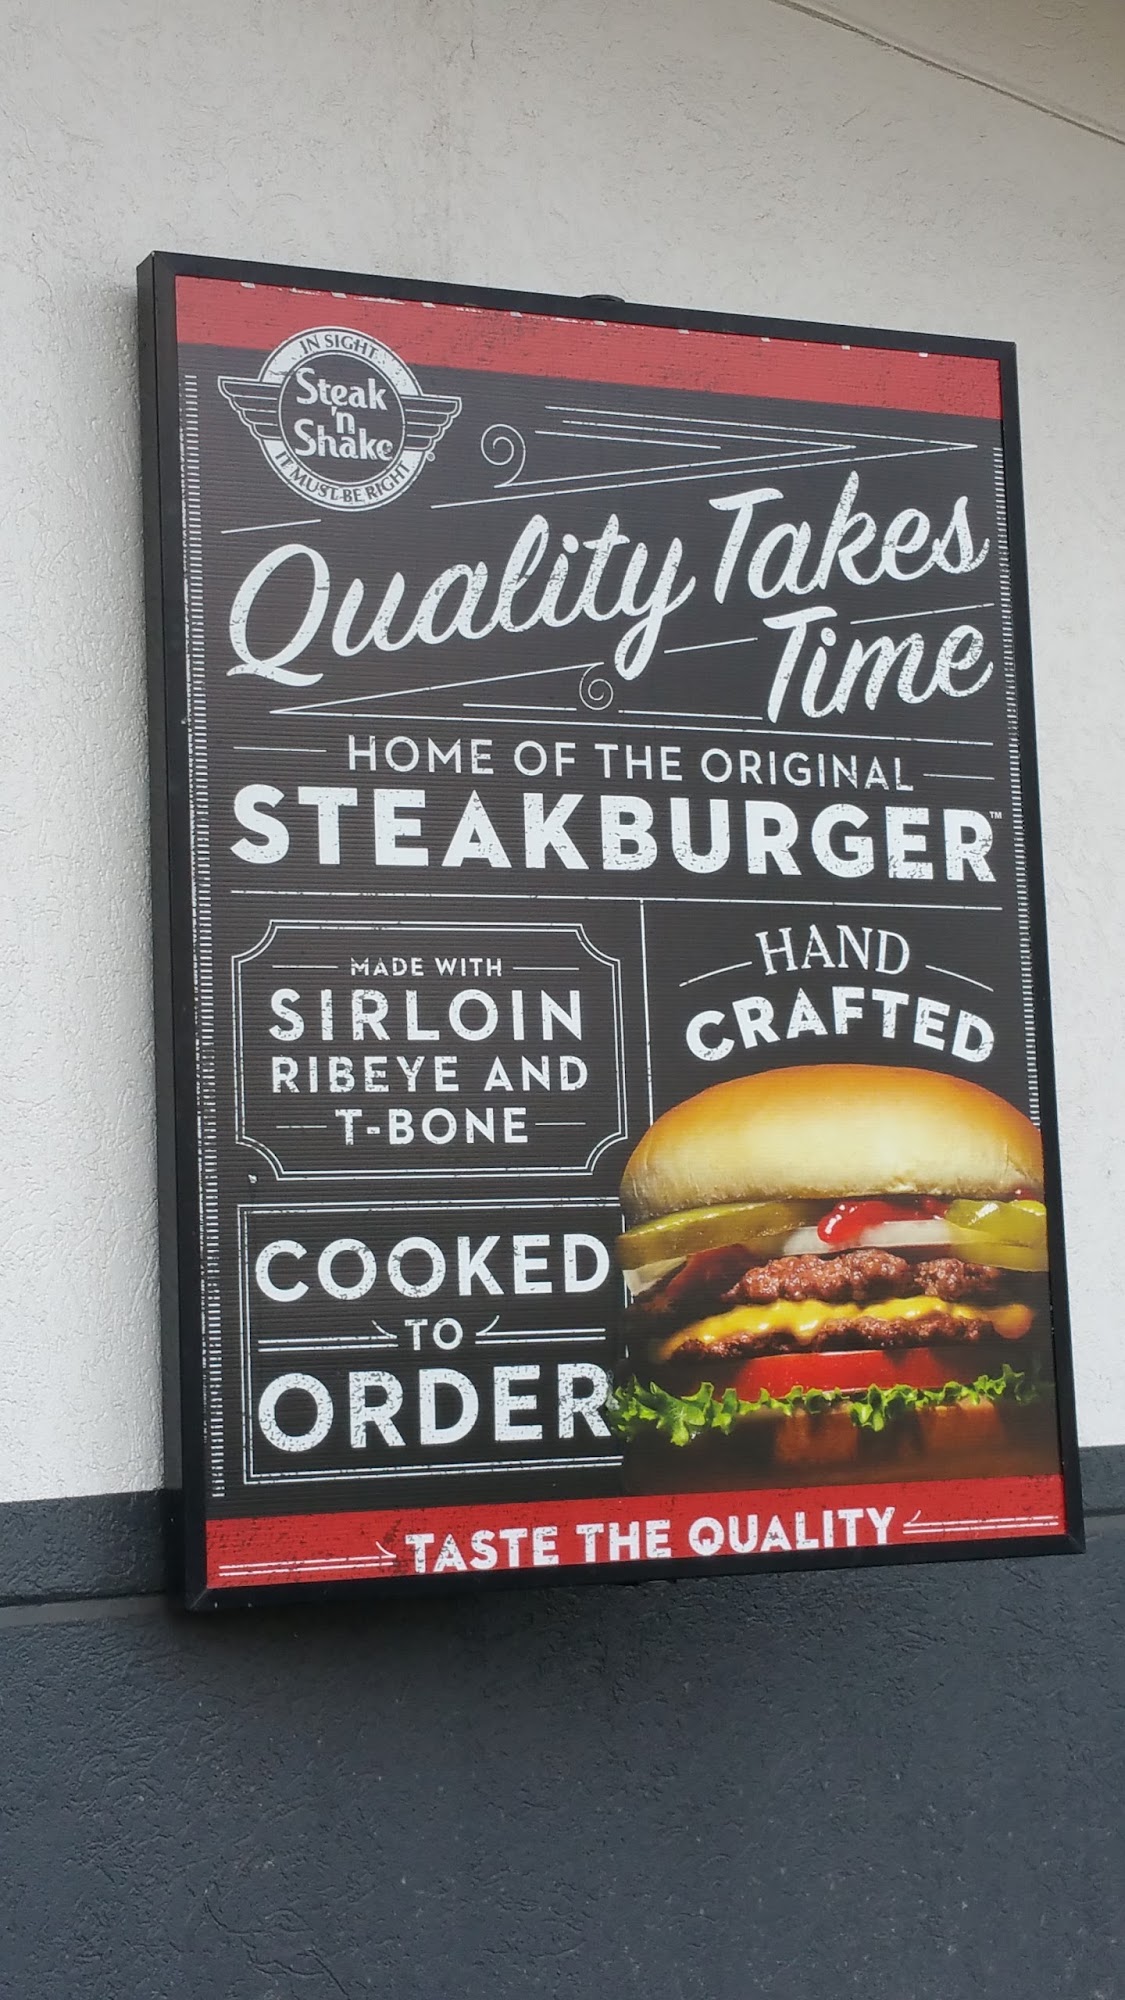 IN SIGHT
Steak
'n
Shake®
IT MUST BE RIGHT
Quality Takes
Time
HOME OF THE ORIGINAL
STEAKBURGER™
MADE WITH
SIRLOIN
RIBEYE AND
T-BONE
HAND
CRAFTED
COOKED
TO
ORDER
TASTE THE QUALITY